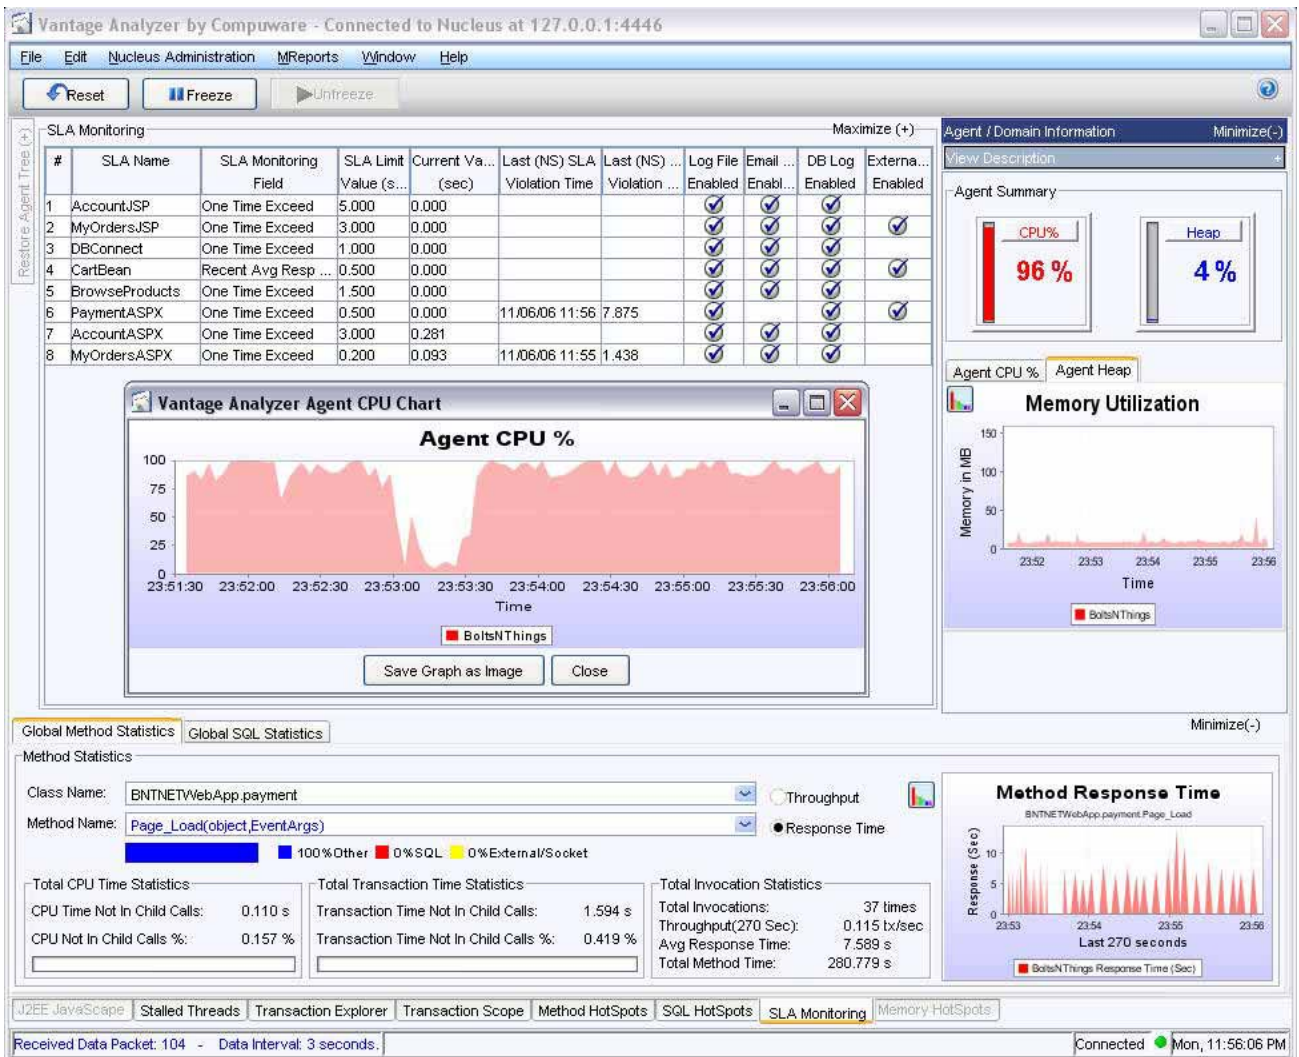 Vantage Analyzer by Compuware - Connected to Nucleus at 127.0.0.1:4446
File Edit Nucleus Administration MReports Window Help
Reset Freeze Unfreeze
Restore Agent Tree (+)
SLA Monitoring Maximize (+)
# SLA Name SLA Monitoring Field SLA Limit Value (s... Current Va... (sec) Last (NS) SLA Violation Time Last (NS) ... Violation ... Log File Enabled Email ... Enabl... DB Log Enabled Externa... Enabled
1 AccountJSP One Time Exceed 5.000 0.000
2 MyOrdersJSP One Time Exceed 3.000 0.000
3 DBConnect One Time Exceed 1.000 0.000
4 CartBean Recent Avg Resp ... 0.500 0.000
5 BrowseProducts One Time Exceed 1.500 0.000
6 PaymentASPX One Time Exceed 0.500 0.000 11/06/06 11:56 7.875
7 AccountASPX One Time Exceed 3.000 0.281
8 MyOrdersASPX One Time Exceed 0.200 0.093 11/06/06 11:55 1.438
Vantage Analyzer Agent CPU Chart
Agent CPU %
100
75
50
25
0
23:51:30 23:52:00 23:52:30 23:53:00 23:53:30 23:54:00 23:54:30 23:55:00 23:55:30 23:56:00
Time
BoltsNThings
Save Graph as Image Close
Agent / Domain Information Minimize(-)
View Description +
Agent Summary
CPU% Heap
96 % 4 %
Agent CPU % Agent Heap
Memory Utilization
Memory in MB
150
100
50
0
23:52 23:53 23:54 23:55 23:56
Time
BoltsNThings
Global Method Statistics Global SQL Statistics Minimize(-)
Method Statistics
Class Name: BNTNETWebApp.payment Throughput
Method Name: Page_Load(object,EventArgs) Response Time
100%Other 0%SQL 0%External/Socket
Total CPU Time Statistics
CPU Time Not In Child Calls: 0.110 s
CPU Not In Child Calls %: 0.157 %
Total Transaction Time Statistics
Transaction Time Not In Child Calls: 1.594 s
Transaction Time Not In Child Calls %: 0.419 %
Total Invocation Statistics
Total Invocations: 37 times
Throughput(270 Sec): 0.115 tx/sec
Avg Response Time: 7.589 s
Total Method Time: 280.779 s
Method Response Time
BNTNETWebApp.payment.Page_Load
Response (Sec)
10
5
0
23:53 23:54 23:55 23:56
Last 270 seconds
BoltsNThings Response Time (Sec)
J2EE JavaScape Stalled Threads Transaction Explorer Transaction Scope Method HotSpots SQL HotSpots SLA Monitoring Memory HotSpots
Received Data Packet: 104 - Data Interval: 3 seconds. Connected Mon, 11:56:06 PM